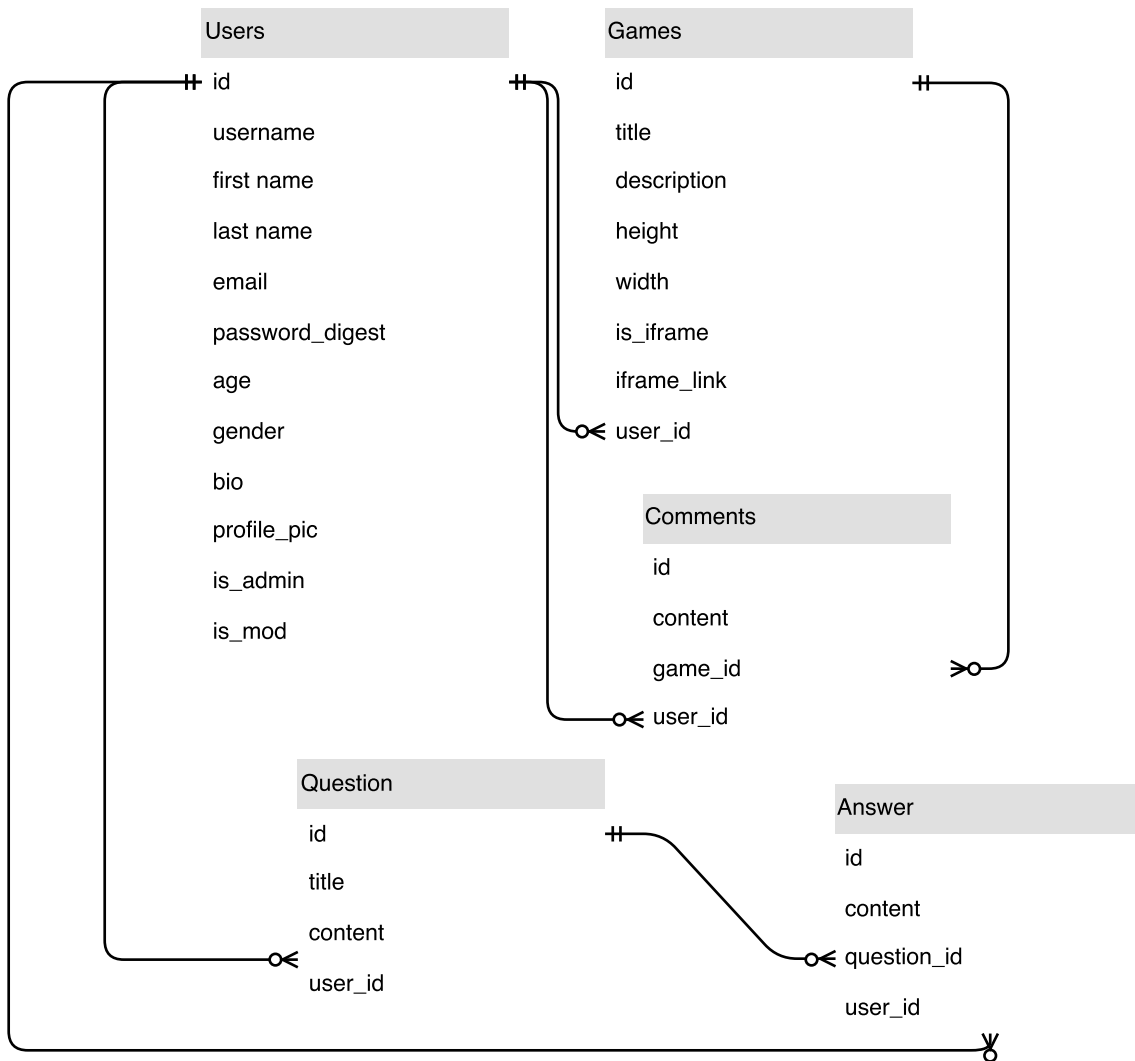 Users
id
username
first name
last name
email
password_digest
age
gender
bio
profile_pic
is_admin
is_mod
Games
id
title
description
height
width
is_iframe
iframe_link
user_id
Comments
id
content
game_id
user_id
Question
id
title
content
user_id
Answer
id
content
question_id
user_id